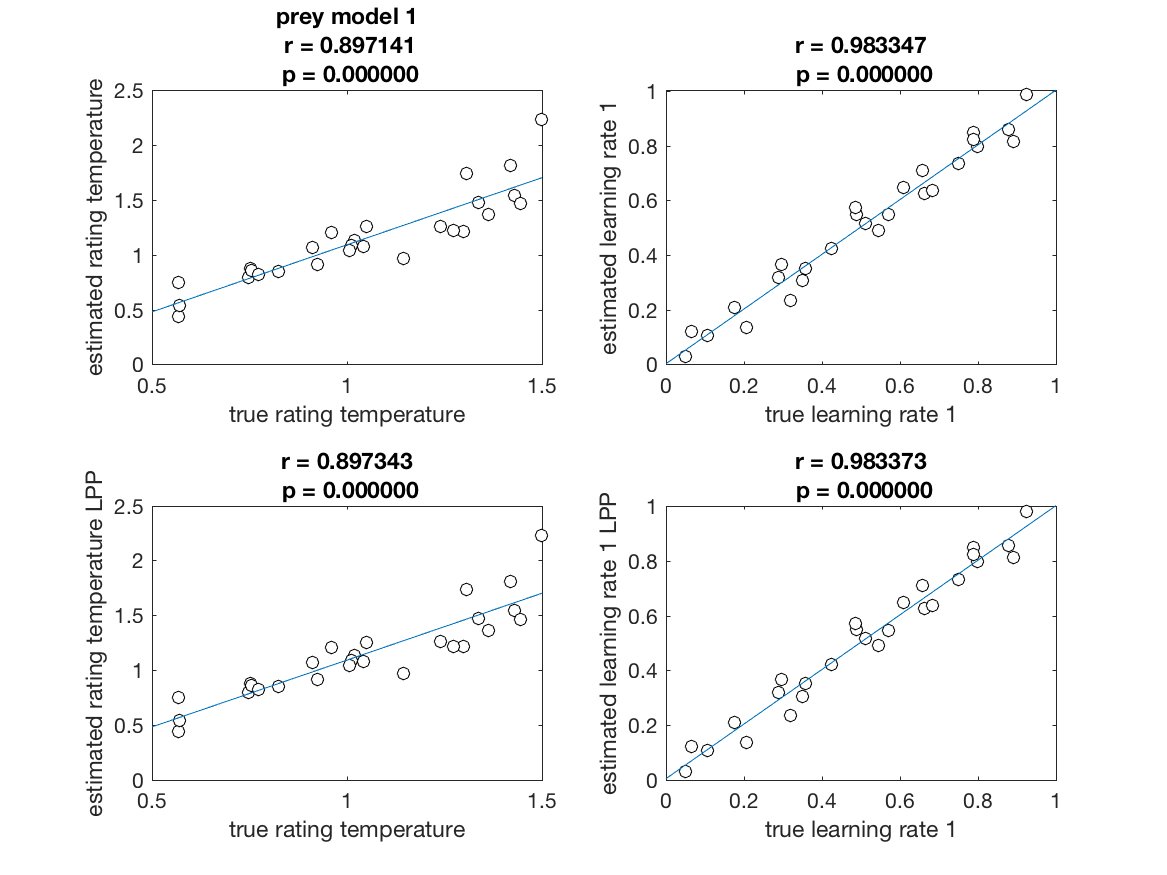 prey model 1
r = 0.897141
p = 0.000000
estimated rating temperature
2.5
2
1.5
1
0.5
0
0.5
1
1.5
true rating temperature
r = 0.983347
p = 0.000000
estimated learning rate 1
1
0.8
0.6
0.4
0.2
0
0
0.2
0.4
0.6
0.8
1
true learning rate 1
r = 0.897343
p = 0.000000
estimated rating temperature LPP
2.5
2
1.5
1
0.5
0
0.5
1
1.5
true rating temperature
r = 0.983373
p = 0.000000
estimated learning rate 1 LPP
1
0.8
0.6
0.4
0.2
0
0
0.2
0.4
0.6
0.8
1
true learning rate 1